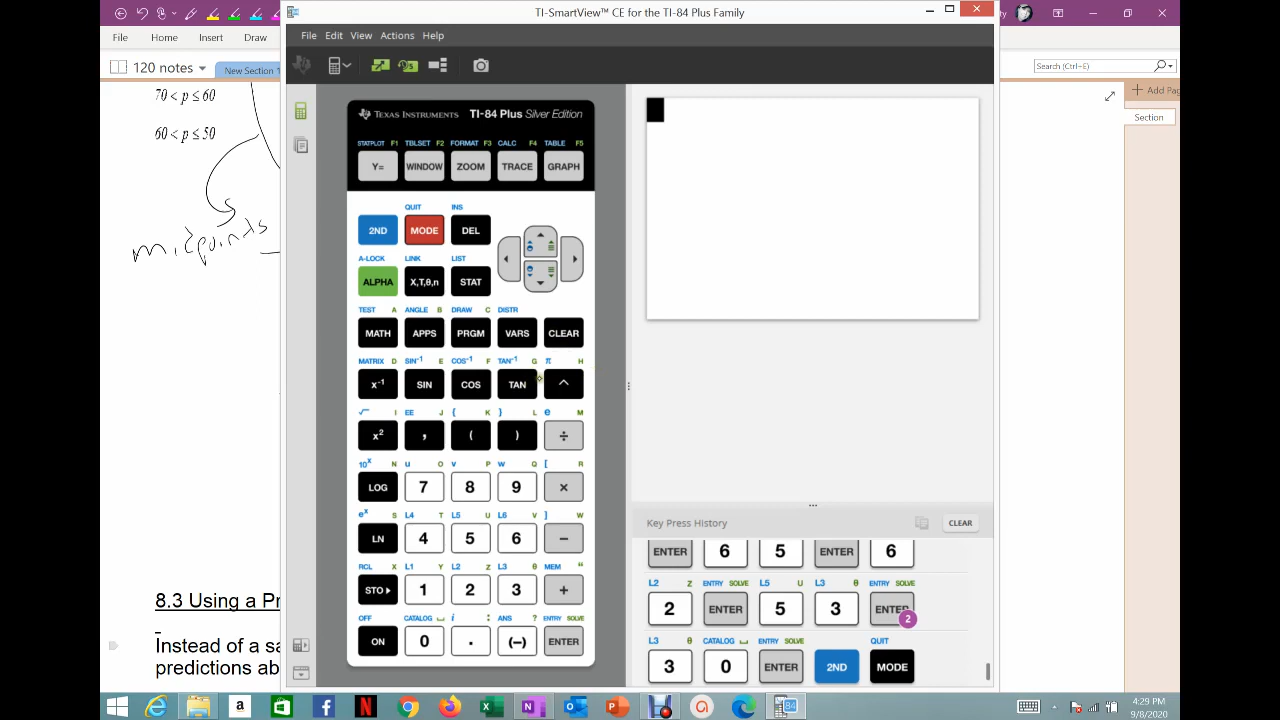 TI-SmartView™ CE for the TI-84 Plus Family
File Home Insert Draw
File Edit View Actions Help
120 notes
New Section 1
Search (Ctrl+E)
Add Pag
Section
70 < p ≤ 60
60 < p ≤ 50
midpoints
TEXAS INSTRUMENTS TI-84 Plus Silver Edition
STATPLOT F1 TBLSET F2 FORMAT F3 CALC F4 TABLE F5
Y= WINDOW ZOOM TRACE GRAPH
QUIT INS
2ND MODE DEL
A-LOCK LINK LIST
ALPHA X,T,θ,n STAT
TEST A ANGLE B DRAW C DISTR
MATH APPS PRGM VARS CLEAR
MATRIX D SIN⁻¹ E COS⁻¹ F TAN⁻¹ G π H
x⁻¹ SIN COS TAN ^
√ I EE J { K } L e M
x² , ( ) ÷
10ˣ N u O v P w Q [ R
LOG 7 8 9 ×
eˣ S L4 T L5 U L6 V ] W
LN 4 5 6 −
RCL X L1 Y L2 Z L3 θ MEM "
STO▸ 1 2 3 +
OFF CATALOG ⎵ i : ANS ? ENTRY SOLVE
ON 0 . (−) ENTER
Key Press History CLEAR
ENTER 6 5 ENTER 6
L2 Z ENTRY SOLVE L5 U L3 θ ENTRY SOLVE
2 ENTER 5 3 ENTER 2
L3 θ CATALOG ⎵ ENTRY SOLVE QUIT
3 0 ENTER 2ND MODE
8.3 Using a Pr
Instead of a sa
predictions ab
4:29 PM
9/8/2020